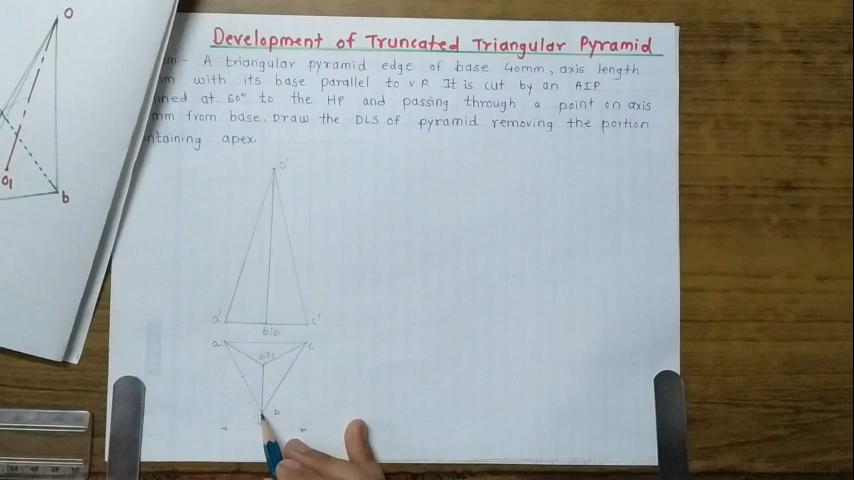 Development of Truncated Triangular Pyramid
A triangular pyramid edge of base 40mm, axis length
with its base parallel to V.P. It is cut by an AIP
at 60° to the HP and passing through a point on axis
mm from base. Draw the DLS of pyramid removing the portion
apex.
O
O1
b
O'
a'
b'O1'
c'
a
c
b